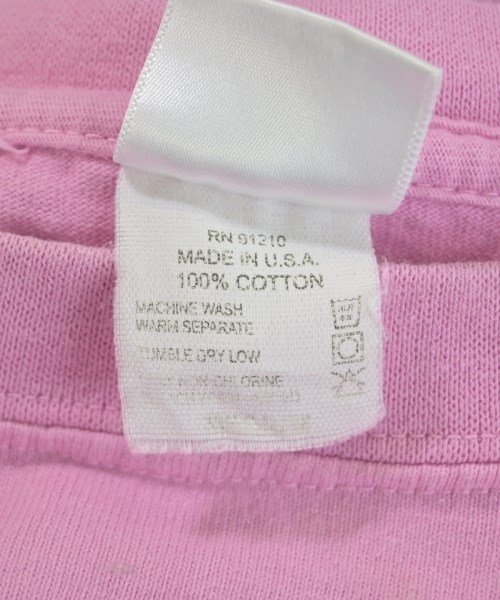 RN 91210
MADE IN U.S.A.
100% COTTON
MACHINE WASH
WARM SEPARATE
TUMBLE DRY LOW
NON-CHLORINE